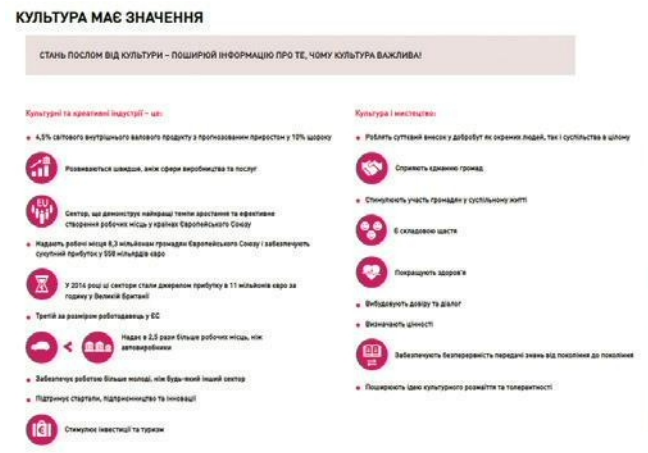 КУЛЬТУРА МАЄ ЗНАЧЕННЯ
СТАНЬ ПОСЛОМ ВІД КУЛЬТУРИ – ПОШИРЮЙ ІНФОРМАЦІЮ ПРО ТЕ, ЧОМУ КУЛЬТУРА ВАЖЛИВА!
Культурні та креативні індустрії – це:
4,5% світового внутрішнього валового продукту з прогнозованим приростом у 10% щороку
Розвиваються швидше, аніж сфери виробництва та послуг
EU
Сектор, що демонструє найкращі темпи зростання та ефективне
створення робочих місць у країнах Європейського Союзу
Надають робочі місця 8,3 мільйонам громадян Європейського Союзу і забезпечують
сукупний прибуток у 558 мільярдів євро
У 2014 році ці сектори стали джерелом прибутку в 11 мільйонів євро за
годину у Великій Британії
Третій за розміром роботодавець у ЄС
<
Надає в 2,5 рази більше робочих місць, ніж
автовиробники
Забезпечує роботою більше молоді, ніж будь-який інший сектор
Підтримує стартапи, підприємництво та інновації
Стимулює інвестиції та туризм
Культура і мистецтво:
Роблять суттєвий внесок у добробут як окремих людей, так і суспільства в цілому
Сприяють єднанню громад
Стимулюють участь громадян у суспільному житті
Є складовою щастя
Покращують здоров'я
Вибудовують довіру та діалог
Визначають цінності
Забезпечують безперервність передачі знань від покоління до покоління
Поширюють ідею культурного розмаїття та толерантності